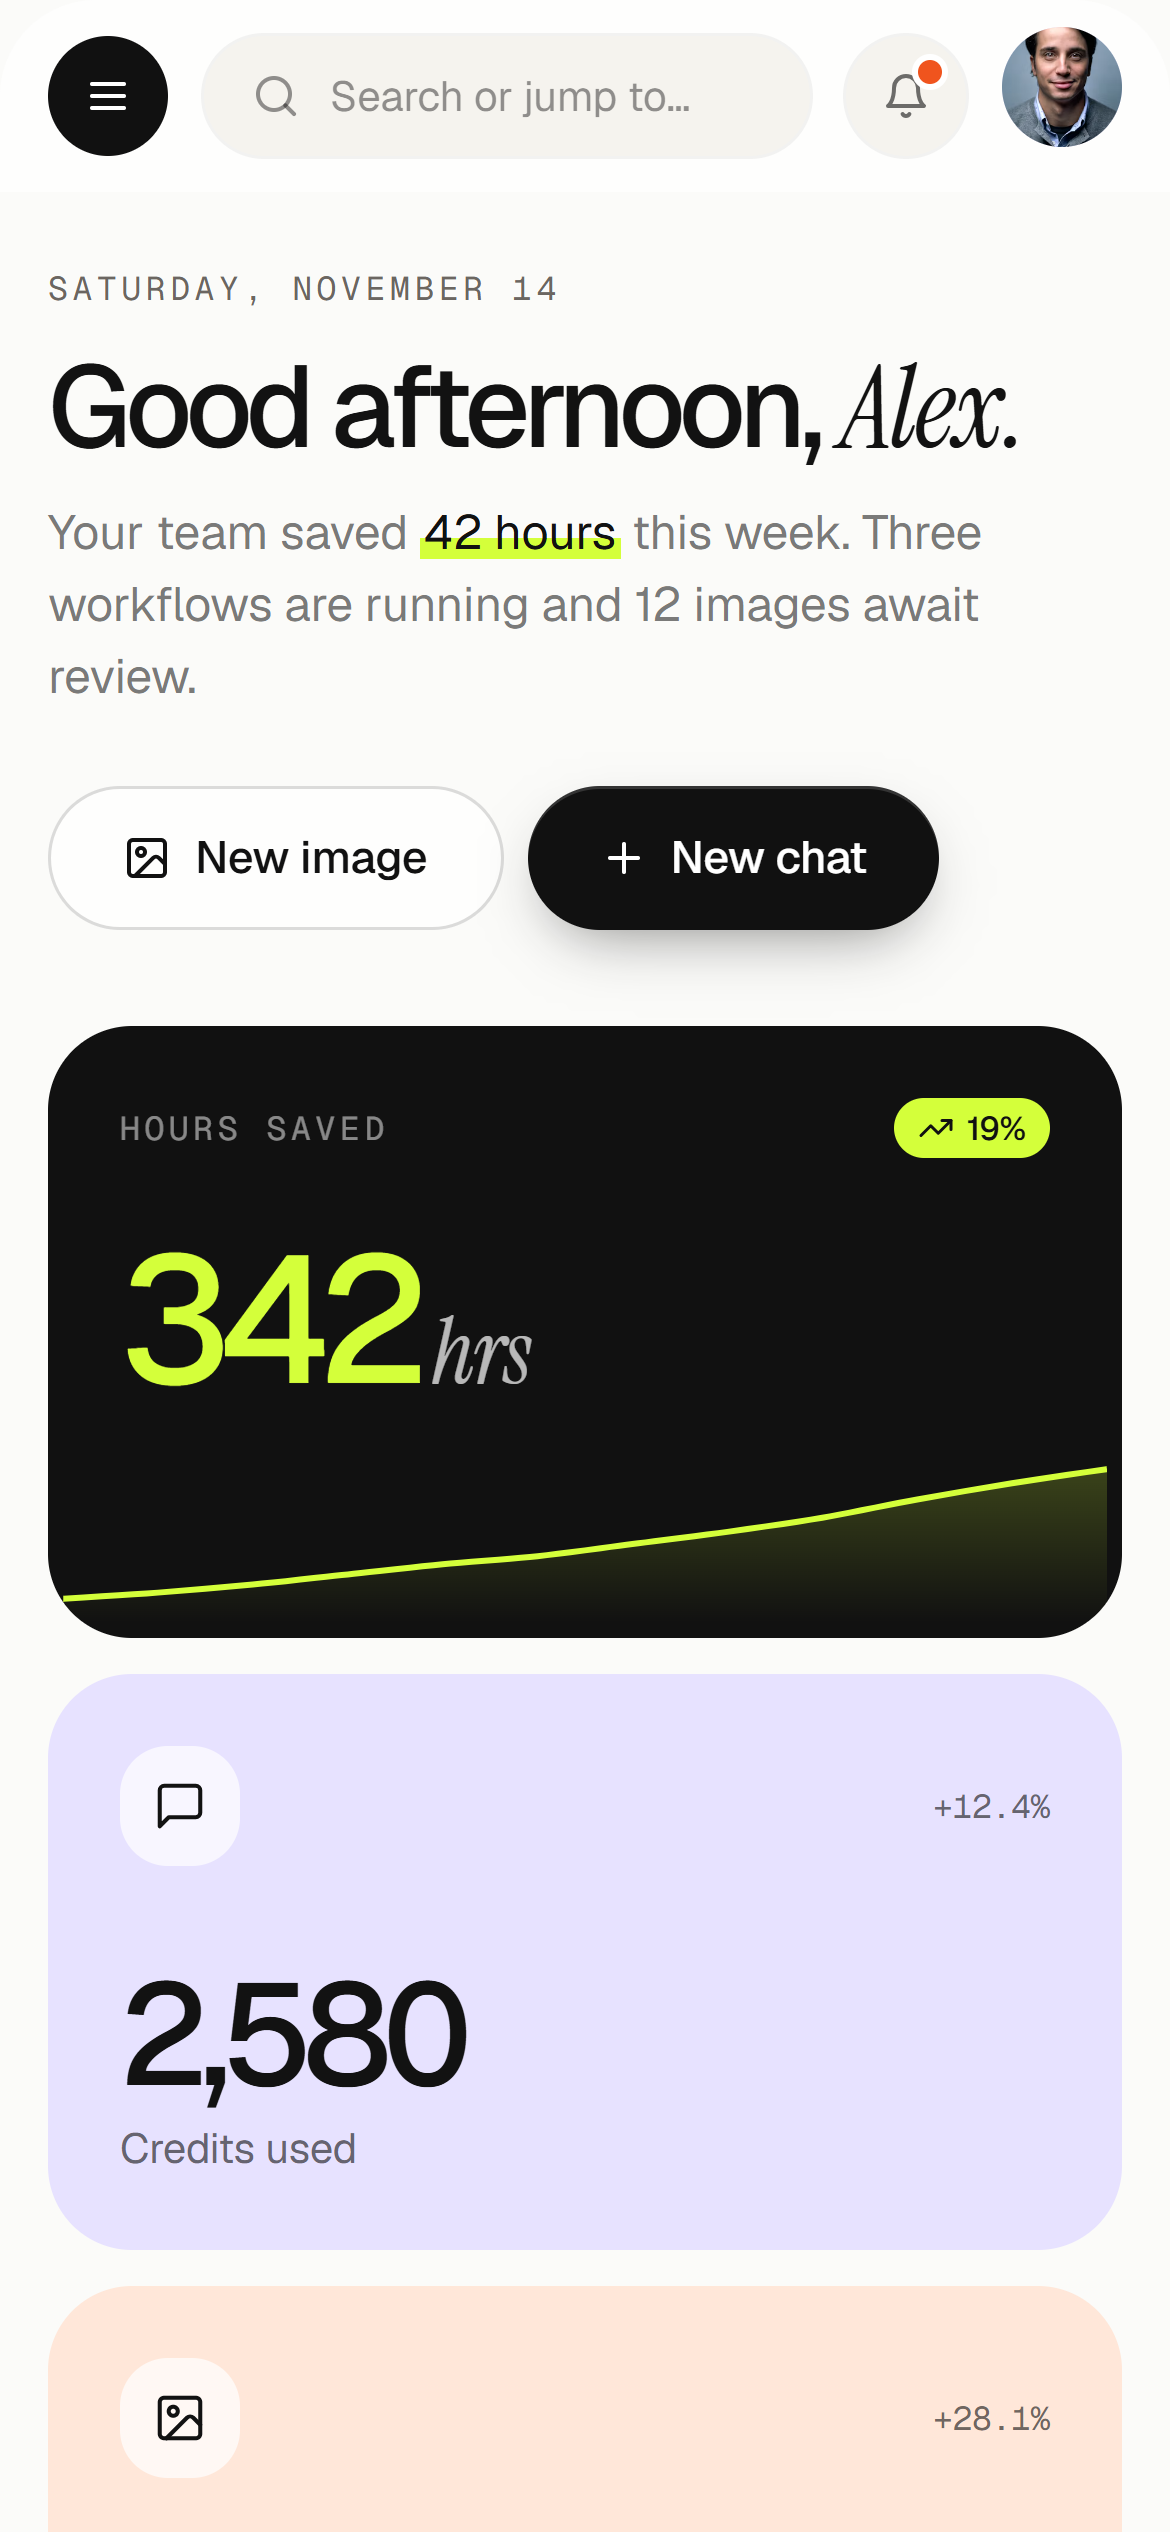 Search or jump to...
SATURDAY, NOVEMBER 14
Good afternoon, Alex.
Your team saved 42 hours this week. Three
workflows are running and 12 images await
review.
New image
New chat
HOURS SAVED
19%
342 hrs
+12.4%
2,580
Credits used
+28.1%